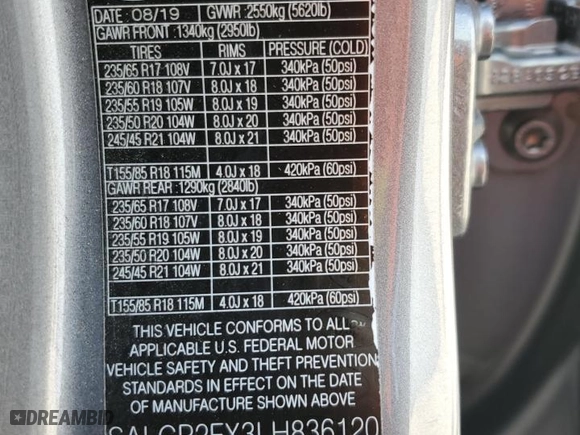 DATE 08/19 GVWR :2550kg (5620lb)
GAWR FRONT :1340kg (2950lb)
TIRES RIMS PRESSURE (COLD)
235/65 R17 108V 7.0J x 17 340kPa (50psi)
235/60 R18 107V 8.0J x 18 340kPa (50psi)
235/55 R19 105W 8.0J x 19 340kPa (50psi)
235/50 R20 104W 8.0J x 20 340kPa (50psi)
245/45 R21 104W 8.0J x 21 340kPa (50psi)
T155/85 R18 115M 4.0J x 18 420kPa (60psi)
GAWR REAR :1290kg (2840lb)
235/65 R17 108V 7.0J x 17 340kPa (50psi)
235/60 R18 107V 8.0J x 18 340kPa (50psi)
235/55 R19 105W 8.0J x 19 340kPa (50psi)
235/50 R20 104W 8.0J x 20 340kPa (50psi)
245/45 R21 104W 8.0J x 21 340kPa (50psi)
T155/85 R18 115M 4.0J x 18 420kPa (60psi)
THIS VEHICLE CONFORMS TO ALL
APPLICABLE U.S. FEDERAL MOTOR
VEHICLE SAFETY AND THEFT PREVENTION
STANDARDS IN EFFECT ON THE DATE
OF MANUFACTURE SHOWN ABOVE
SALCP2FX3LH836120
DREAMBID
dreambid.com